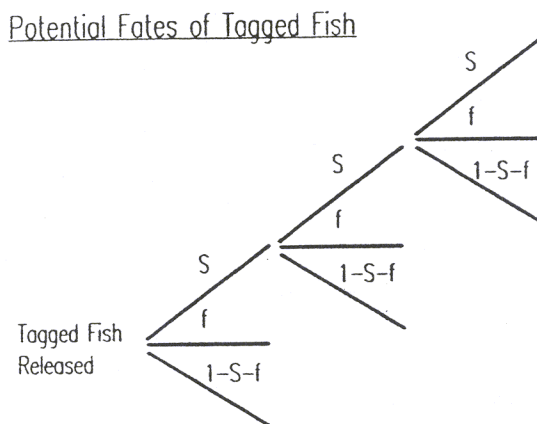 Potential Fates of Tagged Fish
S
f
1-S-f
S
f
1-S-f
S
f
1-S-f
Tagged Fish
Released